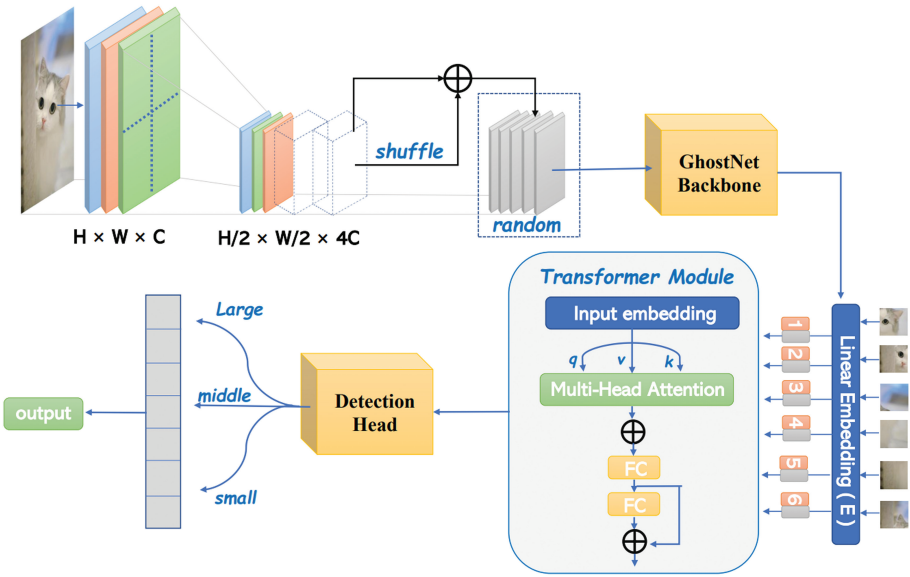 shuffle
random
GhostNet
Backbone
H × W × C
H/2 × W/2 × 4C
Transformer Module
Input embedding
q
v
k
Multi-Head Attention
FC
FC
1
2
3
4
5
6
Linear Embedding ( E )
Detection
Head
Large
middle
small
output